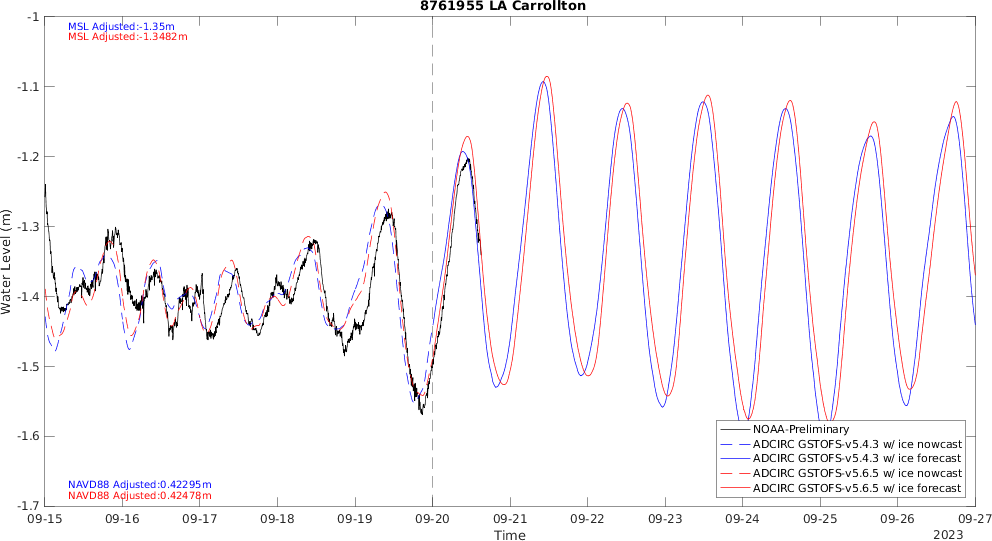 8761955 LA Carrollton
MSL Adjusted:-1.35m
MSL Adjusted:-1.3482m
-1
-1.1
-1.2
-1.3
-1.4
-1.5
-1.6
-1.7
Water Level (m)
NOAA-Preliminary
ADCIRC GSTOFS-v5.4.3 w/ ice nowcast
ADCIRC GSTOFS-v5.4.3 w/ ice forecast
ADCIRC GSTOFS-v5.6.5 w/ ice nowcast
ADCIRC GSTOFS-v5.6.5 w/ ice forecast
NAVD88 Adjusted:0.42295m
NAVD88 Adjusted:0.42478m
09-15 09-16 09-17 09-18 09-19 09-20 09-21 09-22 09-23 09-24 09-25 09-26 09-27
Time
2023